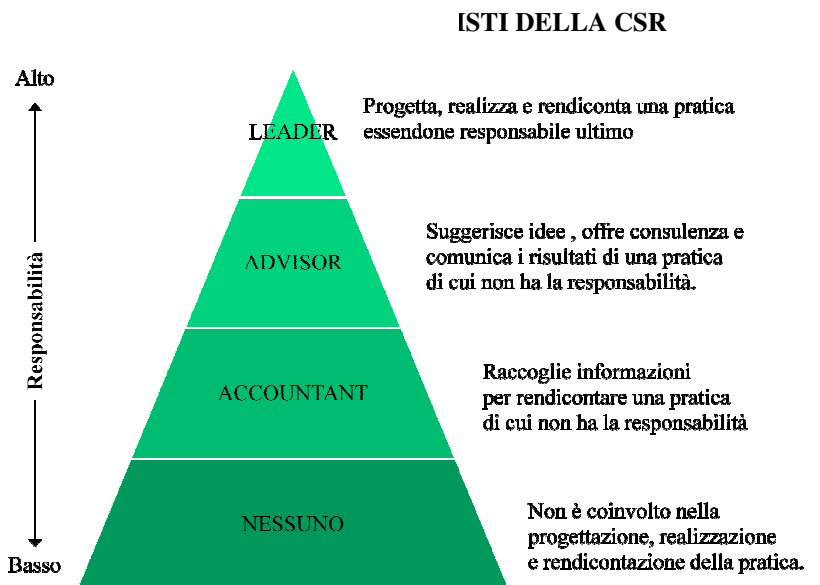 ISTI DELLA CSR
Alto
Progetta, realizza e rendiconta una pratica
essendone responsabile ultimo
LEADER
Suggerisce idee , offre consulenza e
comunica i risultati di una pratica
di cui non ha la responsabilità.
ADVISOR
Responsabilità
Raccoglie informazioni
per rendicontare una pratica
di cui non ha la responsabilità
ACCOUNTANT
Non è coinvolto nella
progettazione, realizzazione
e rendicontazione della pratica.
NESSUNO
Basso